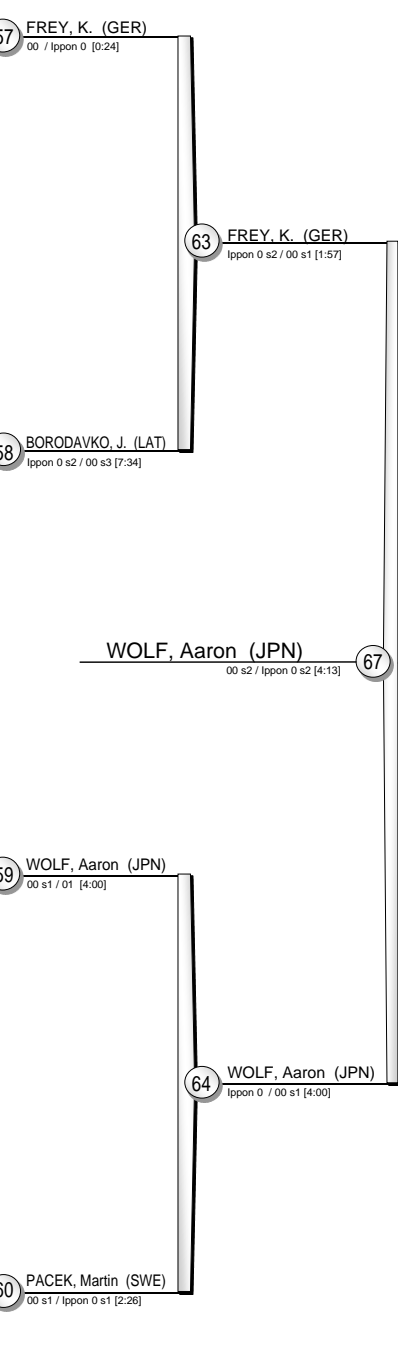 57 FREY, K. (GER)
00 / Ippon 0 [0:24]
63 FREY, K. (GER)
Ippon 0 s2 / 00 s1 [1:57]
58 BORODAVKO, J. (LAT)
Ippon 0 s2 / 00 s3 [7:34]
WOLF, Aaron (JPN)
00 s2 / Ippon 0 s2 [4:13]
67
59 WOLF, Aaron (JPN)
00 s1 / 01 [4:00]
64 WOLF, Aaron (JPN)
Ippon 0 / 00 s1 [4:00]
60 PACEK, Martin (SWE)
00 s1 / Ippon 0 s1 [2:26]